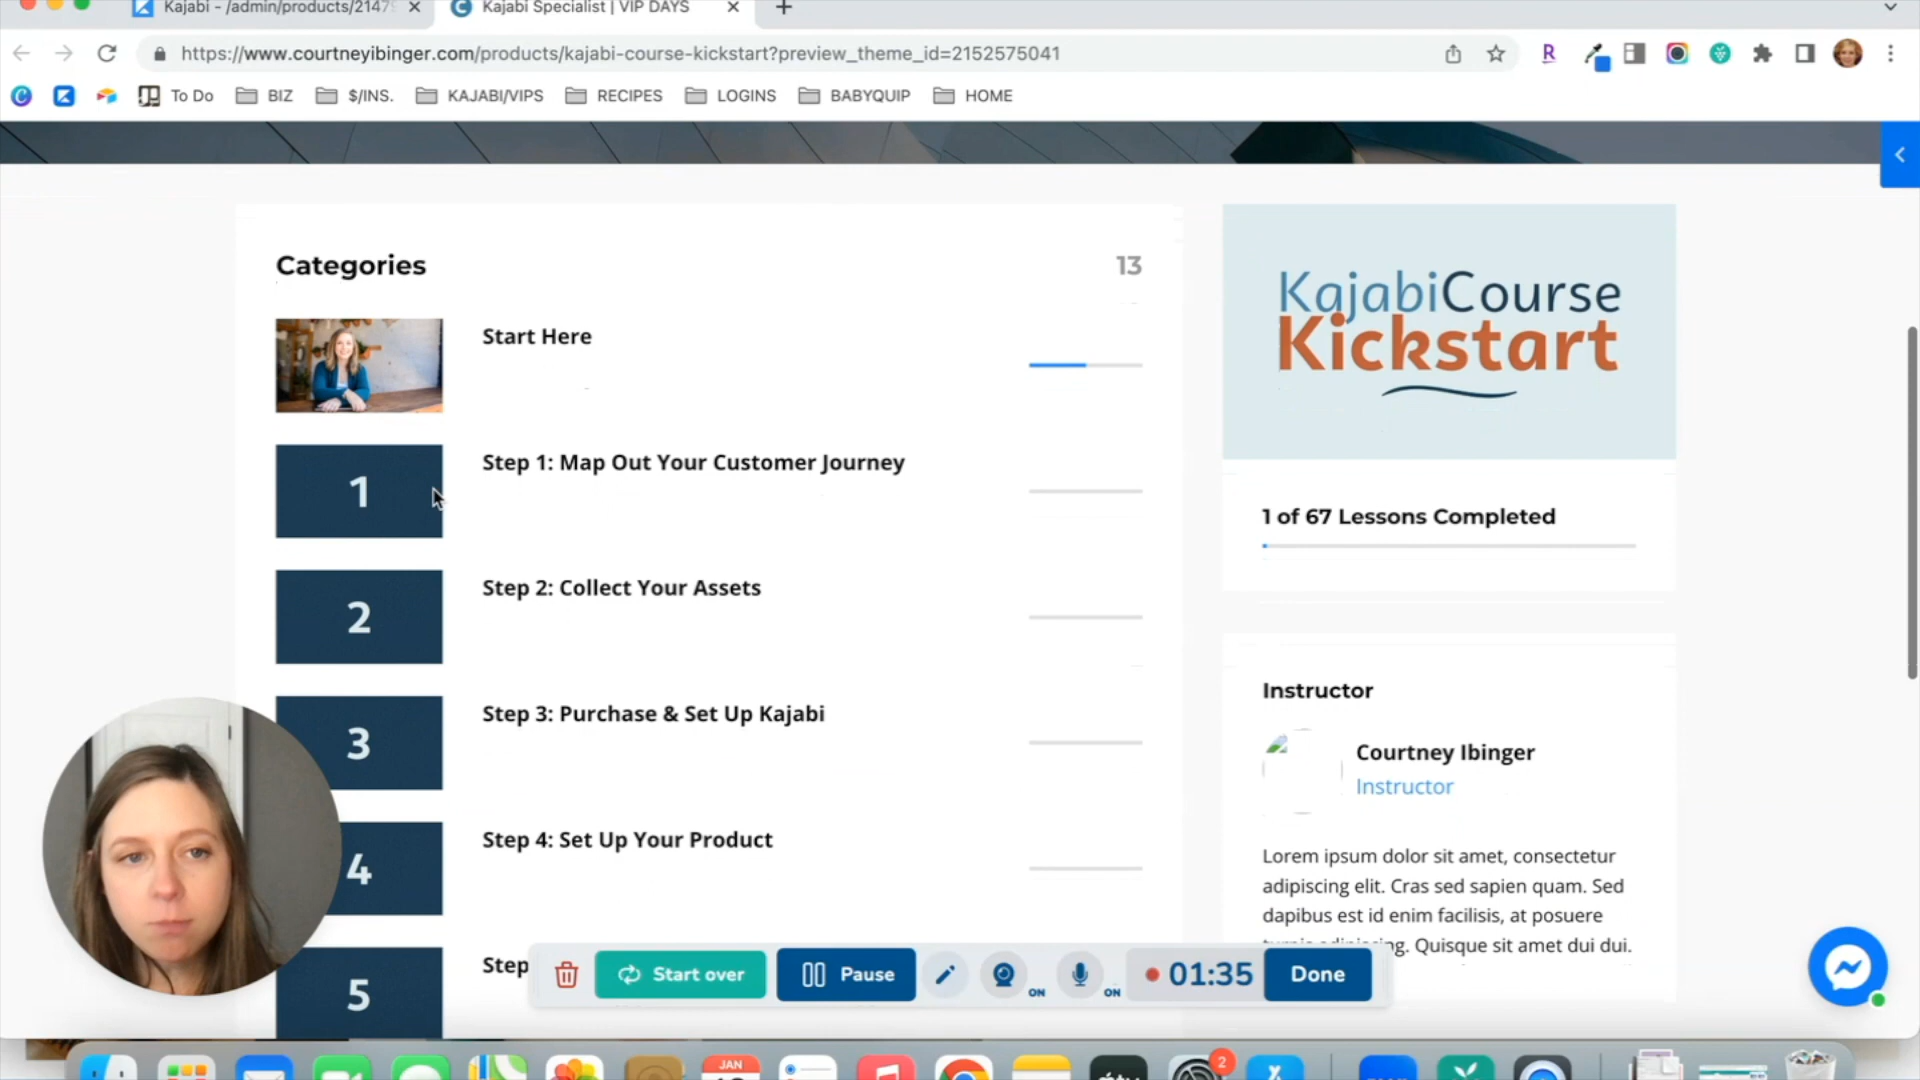 Kajabi - /admin/products/2147
Kajabi Specialist | VIP DAYS
https://www.courtneyibinger.com/products/kajabi-course-kickstart?preview_theme_id=2152575041
To Do
BIZ
$/INS.
KAJABI/VIPS
RECIPES
LOGINS
BABYQUIP
HOME
Categories
13
Start Here
1
Step 1: Map Out Your Customer Journey
2
Step 2: Collect Your Assets
3
Step 3: Purchase & Set Up Kajabi
4
Step 4: Set Up Your Product
5
Step
KajabiCourse
Kickstart
1 of 67 Lessons Completed
Instructor
Courtney Ibinger
Instructor
Lorem ipsum dolor sit amet, consectetur
adipiscing elit. Cras sed sapien quam. Sed
dapibus est id enim facilisis, at posuere
Quisque sit amet dui dui.
Start over
Pause
ON
ON
01:35
Done
JAN
2